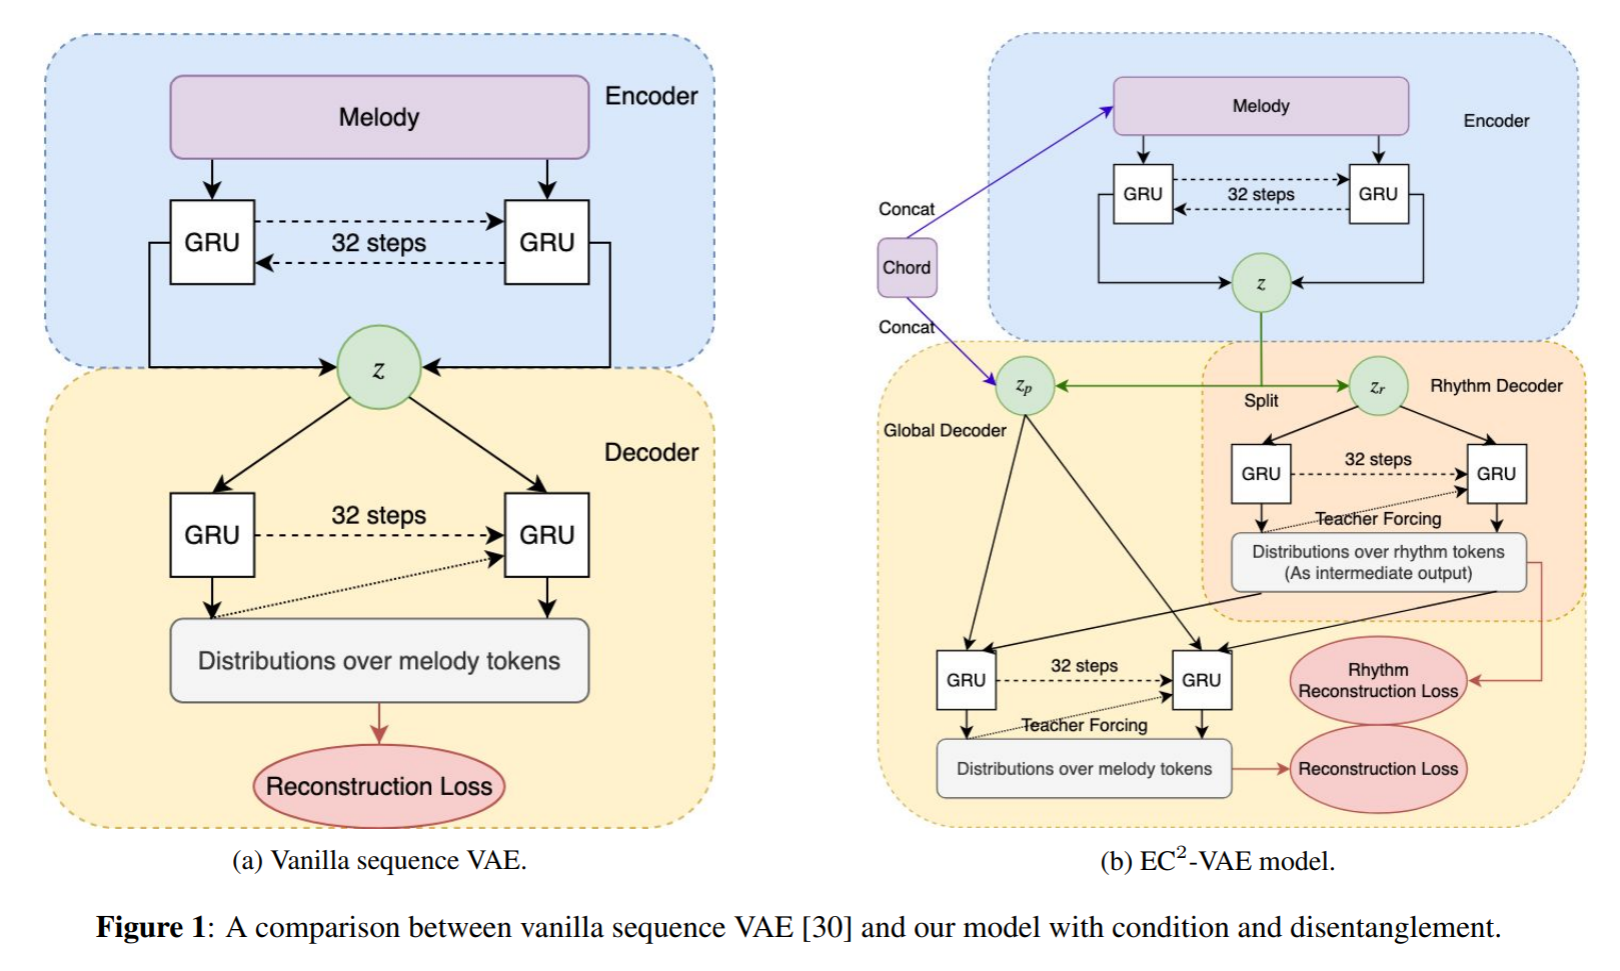 Encoder
Melody
GRU
32 steps
GRU
z
Decoder
GRU
32 steps
GRU
Distributions over melody tokens
Reconstruction Loss
(a) Vanilla sequence VAE.
Melody
Encoder
GRU
32 steps
GRU
Concat
Chord
Concat
z
z_p
Split
z_r
Rhythm Decoder
Global Decoder
GRU
32 steps
GRU
Teacher Forcing
Distributions over rhythm tokens
(As intermediate output)
GRU
32 steps
GRU
Teacher Forcing
Distributions over melody tokens
Rhythm
Reconstruction Loss
Reconstruction Loss
(b) EC²-VAE model.
Figure 1: A comparison between vanilla sequence VAE [30] and our model with condition and disentanglement.